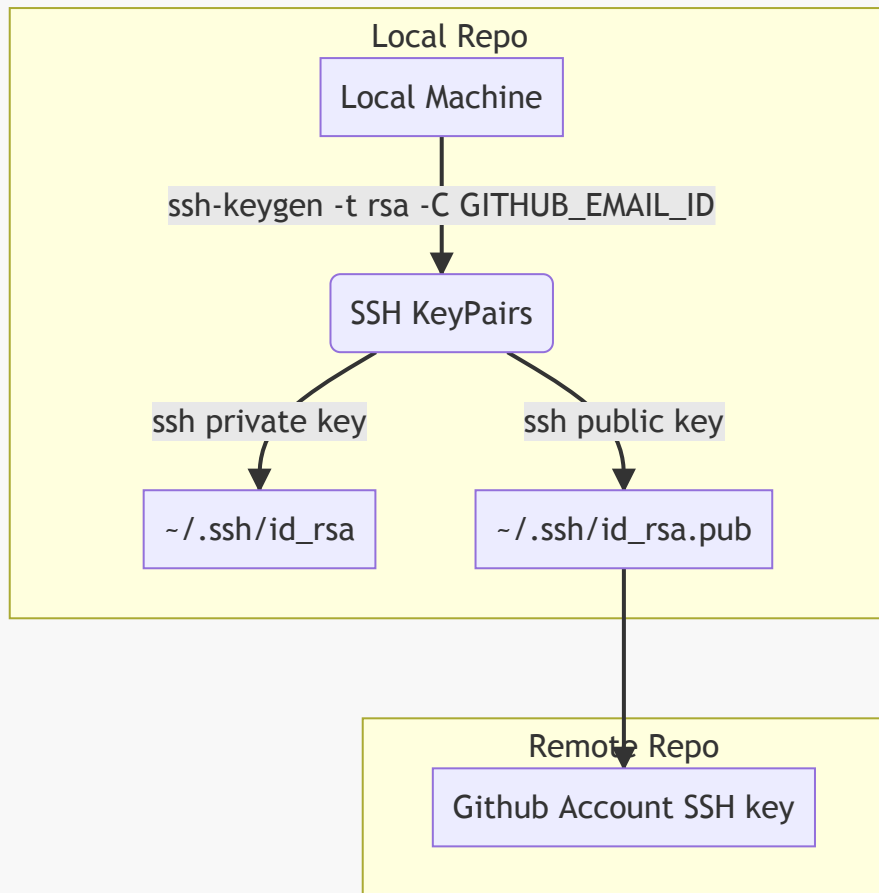 Local Repo
Local Machine
ssh-keygen -t rsa -C GITHUB_EMAIL_ID
SSH KeyPairs
ssh private key
ssh public key
~/.ssh/id_rsa
~/.ssh/id_rsa.pub
Remote Repo
Github Account SSH key